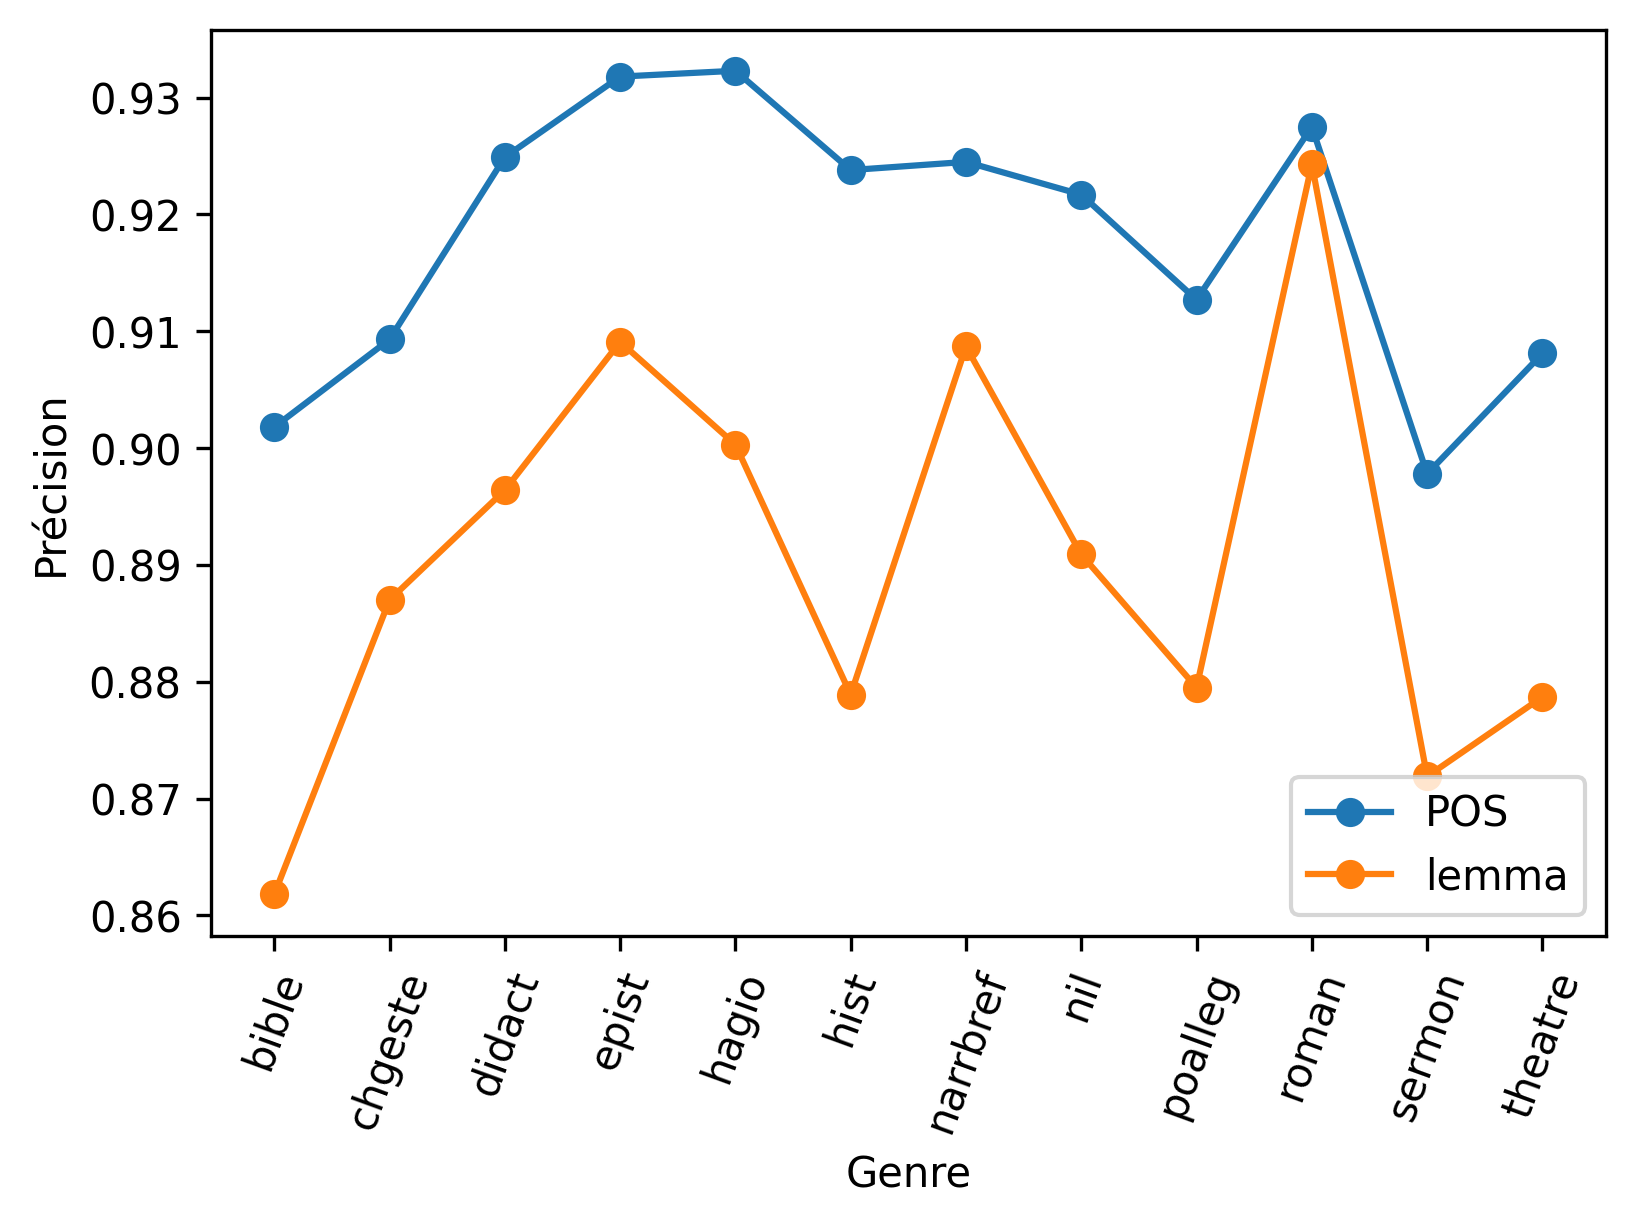 0.93
0.92
0.91
0.90
0.89
0.88
0.87
0.86
Précision
POS
lemma
bible
chgeste
didact
epist
hagio
hist
narrbref
nil
poalleg
roman
sermon
theatre
Genre